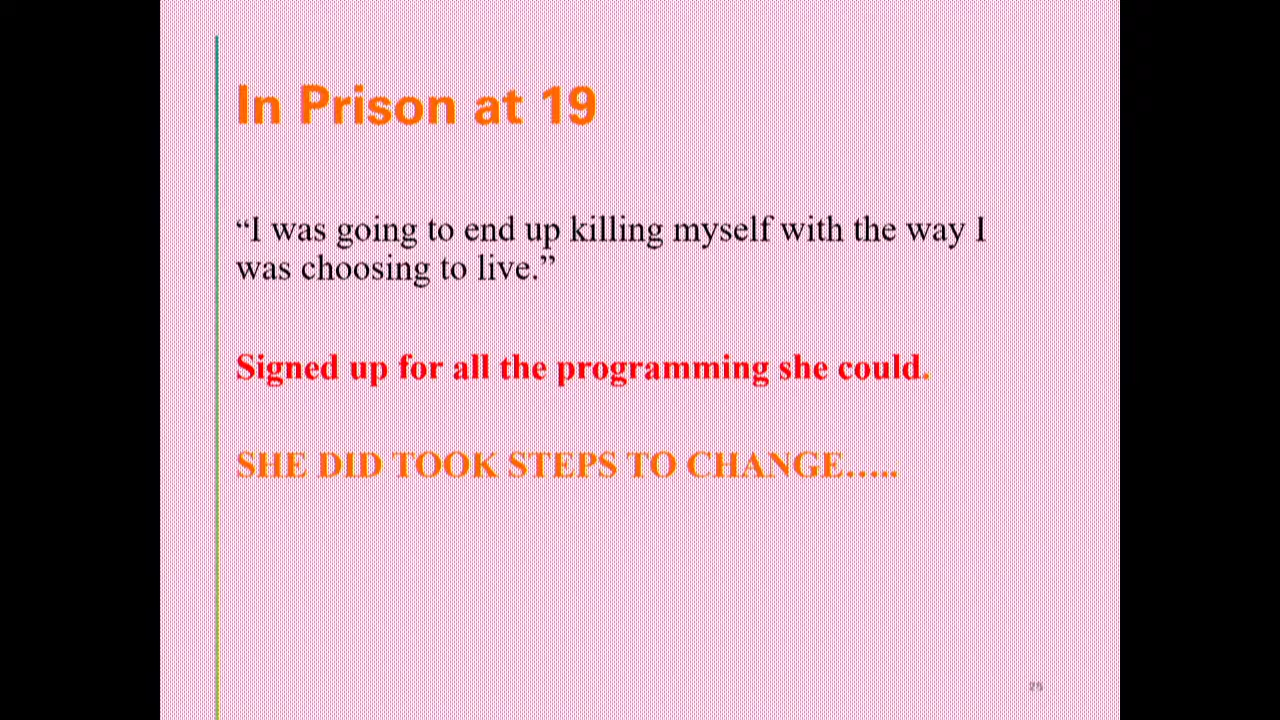 In Prison at 19
“I was going to end up killing myself with the way I
was choosing to live.”
Signed up for all the programming she could.
SHE DID TOOK STEPS TO CHANGE…..
25